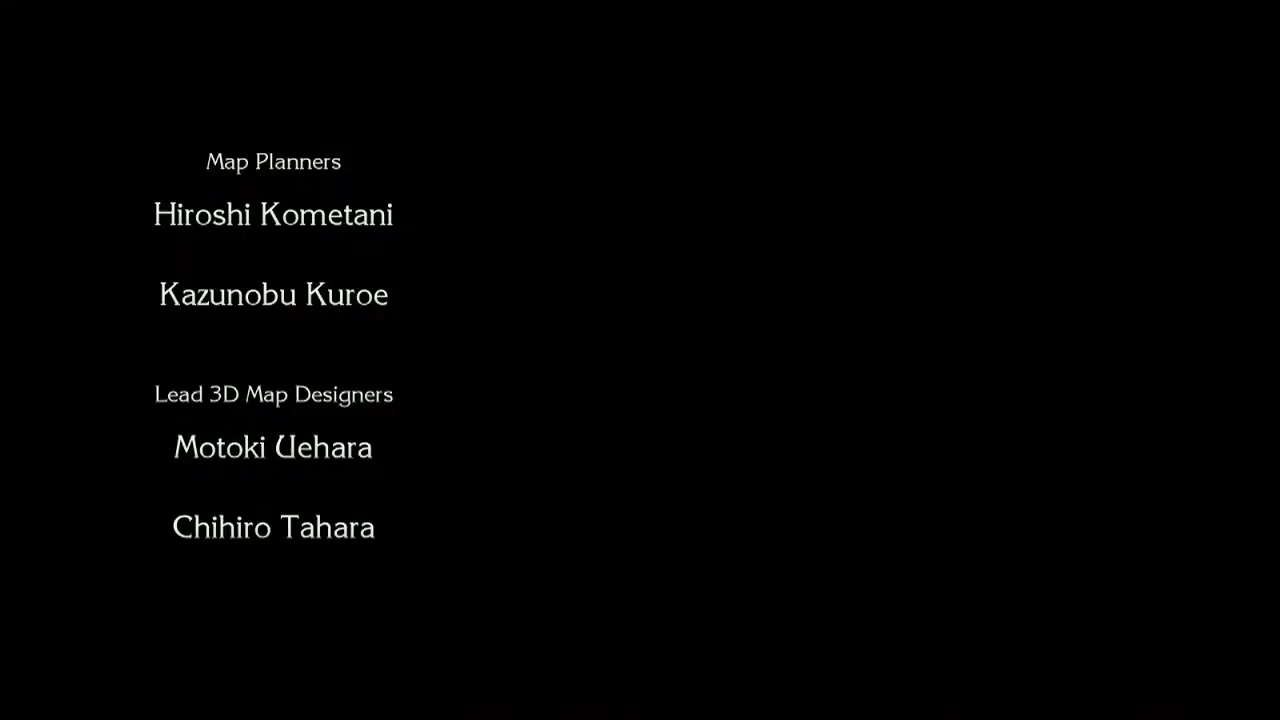 Map Planners
Hiroshi Kometani
Kazunobu Kuroe
Lead 3D Map Designers
Motoki Uehara
Chihiro Tahara